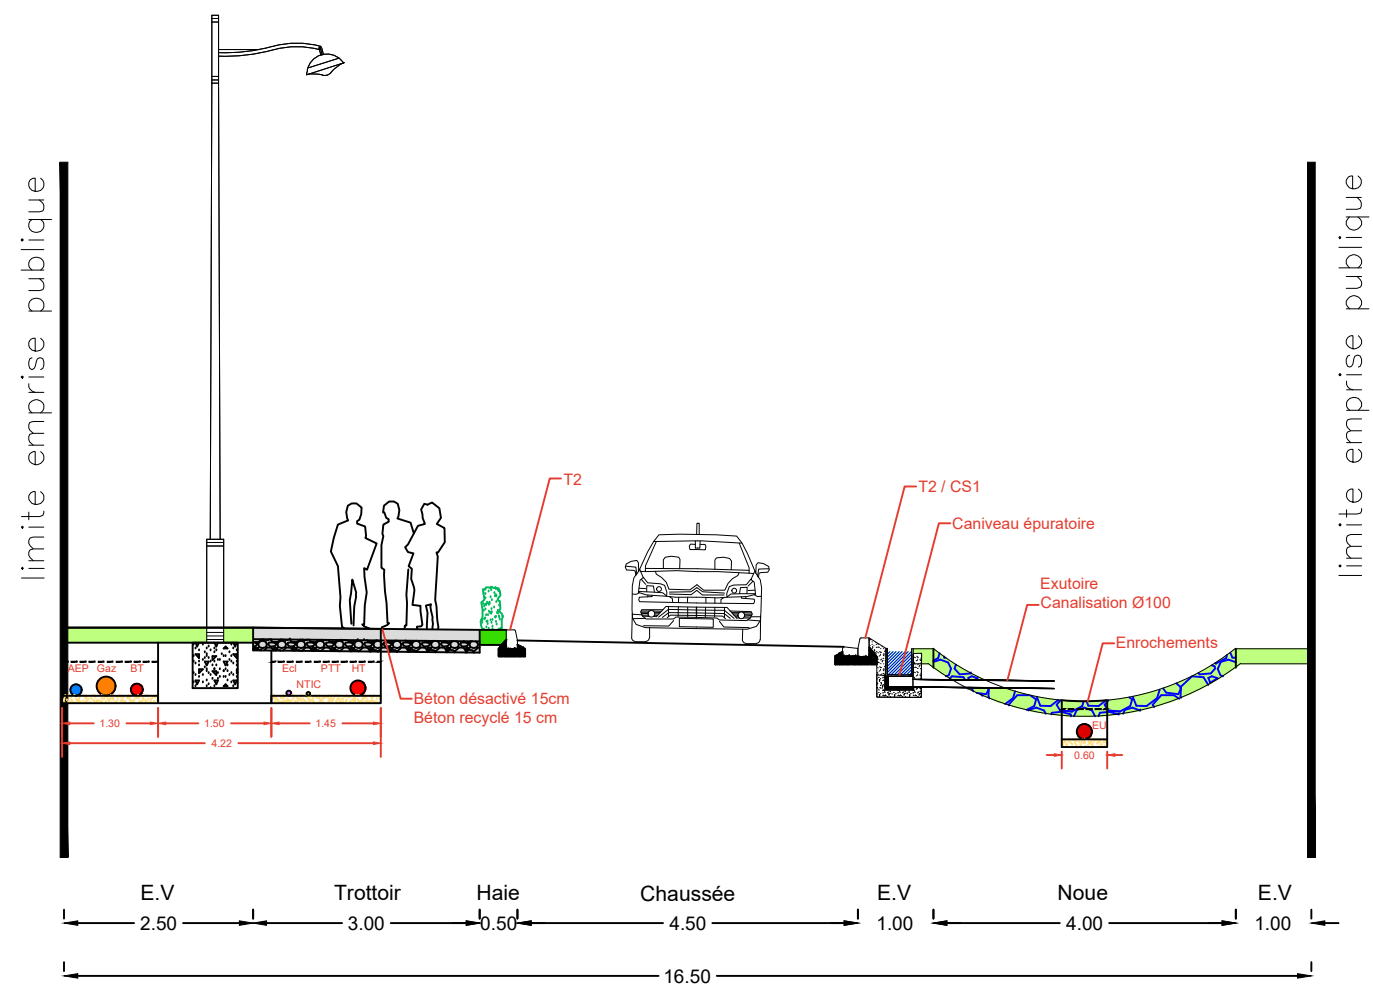 limite emprise publique
limite emprise publique
T2
T2 / CS1
Caniveau épuratoire
Exutoire
Canalisation Ø100
Enrochements
AEP Gaz BT
Ecl PTT HT
NTIC
Béton désactivé 15cm
Béton recyclé 15 cm
EU
1.30 1.50 1.45
4.22
0.60
E.V Trottoir Haie Chaussée E.V Noue E.V
2.50 3.00 0.50 4.50 1.00 4.00 1.00
16.50